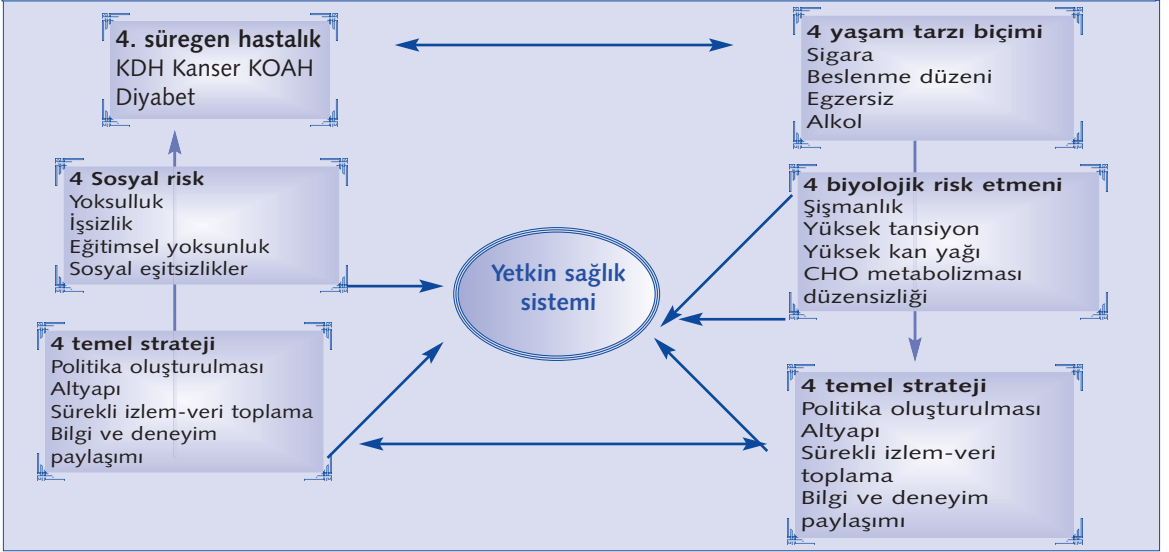 4. süregen hastalık
KDH Kanser KOAH
Diyabet
4 yaşam tarzı biçimi
Sigara
Beslenme düzeni
Egzersiz
Alkol
4 Sosyal risk
Yoksulluk
İşsizlik
Eğitimsel yoksunluk
Sosyal eşitsizlikler
4 biyolojik risk etmeni
Şişmanlık
Yüksek tansiyon
Yüksek kan yağı
CHO metabolizması
düzensizliği
Yetkin sağlık
sistemi
4 temel strateji
Politika oluşturulması
Altyapı
Sürekli izlem-veri toplama
Bilgi ve deneyim
paylaşımı
4 temel strateji
Politika oluşturulması
Altyapı
Sürekli izlem-veri
toplama
Bilgi ve deneyim
paylaşımı